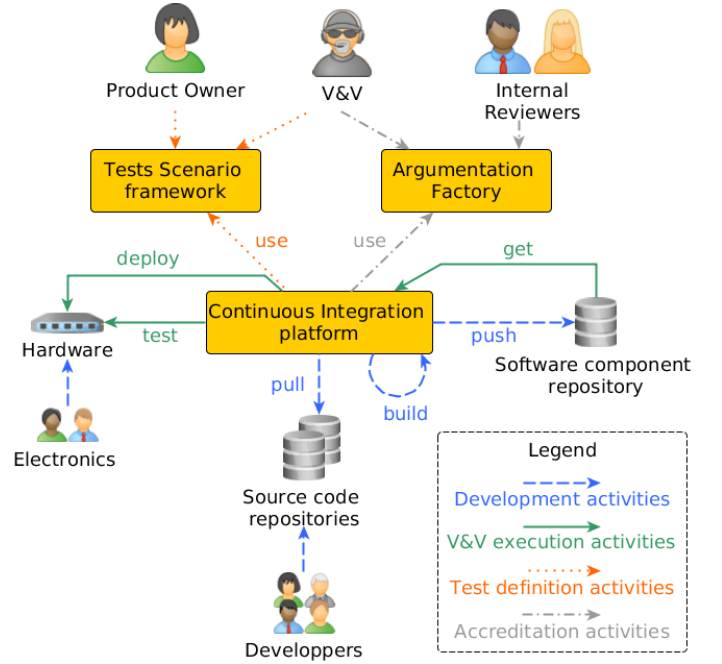 Product Owner
V&V
Internal
Reviewers
Tests Scenario
framework
Argumentation
Factory
use
use
deploy
get
Continuous Integration
platform
test
push
Hardware
Software component
repository
pull
build
Electronics
Source code
repositories
Developpers
Legend
Development activities
V&V execution activities
Test definition activities
Accreditation activities